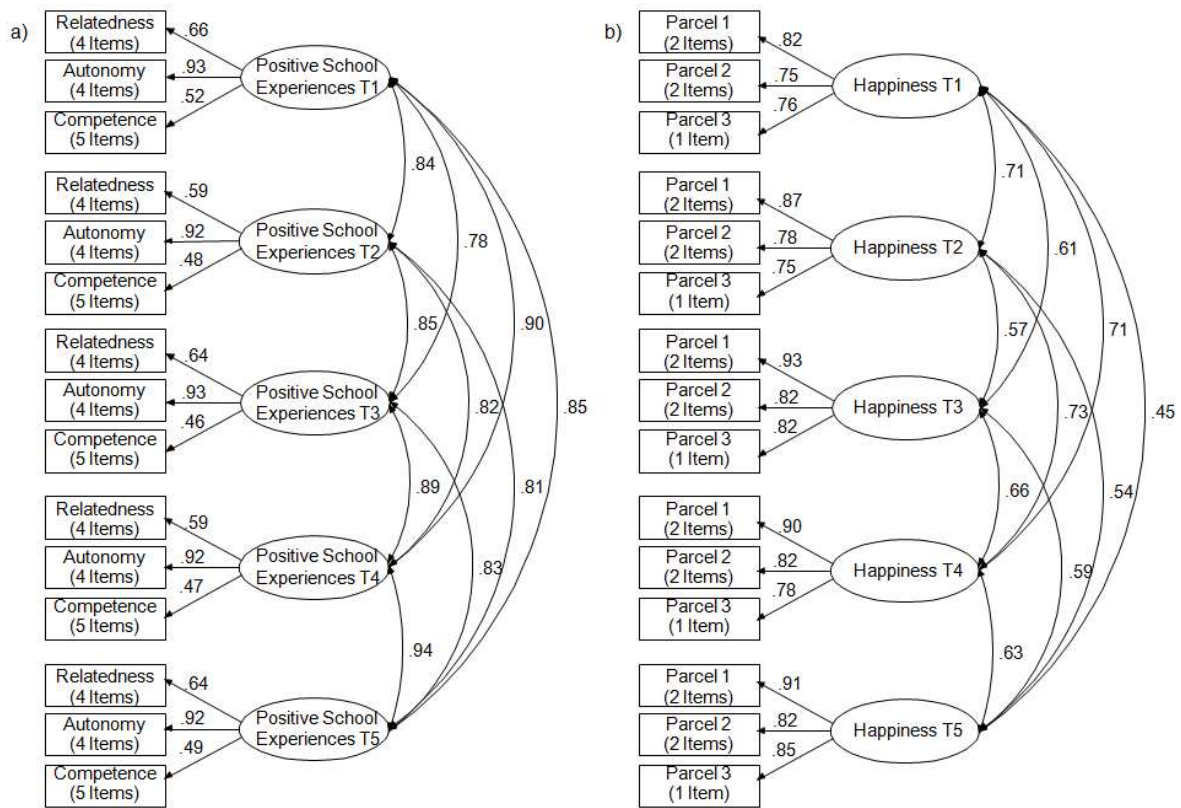 a)
Relatedness
(4 Items)
.66
Autonomy
(4 Items)
.93
Competence
(5 Items)
.52
Positive School
Experiences T1
Relatedness
(4 Items)
.59
Autonomy
(4 Items)
.92
Competence
(5 Items)
.48
Positive School
Experiences T2
Relatedness
(4 Items)
.64
Autonomy
(4 Items)
.93
Competence
(5 Items)
.46
Positive School
Experiences T3
Relatedness
(4 Items)
.59
Autonomy
(4 Items)
.92
Competence
(5 Items)
.47
Positive School
Experiences T4
Relatedness
(4 Items)
.64
Autonomy
(4 Items)
.92
Competence
(5 Items)
.49
Positive School
Experiences T5
.84
.78
.85
.90
.82
.85
.89
.81
.83
.94
b)
Parcel 1
(2 Items)
.82
Parcel 2
(2 Items)
.75
Parcel 3
(1 Item)
.76
Happiness T1
Parcel 1
(2 Items)
.87
Parcel 2
(2 Items)
.78
Parcel 3
(1 Item)
.75
Happiness T2
Parcel 1
(2 Items)
.93
Parcel 2
(2 Items)
.82
Parcel 3
(1 Item)
.82
Happiness T3
Parcel 1
(2 Items)
.90
Parcel 2
(2 Items)
.82
Parcel 3
(1 Item)
.78
Happiness T4
Parcel 1
(2 Items)
.91
Parcel 2
(2 Items)
.82
Parcel 3
(1 Item)
.85
Happiness T5
.71
.61
.57
71
.73
.45
.66
.54
.59
.63